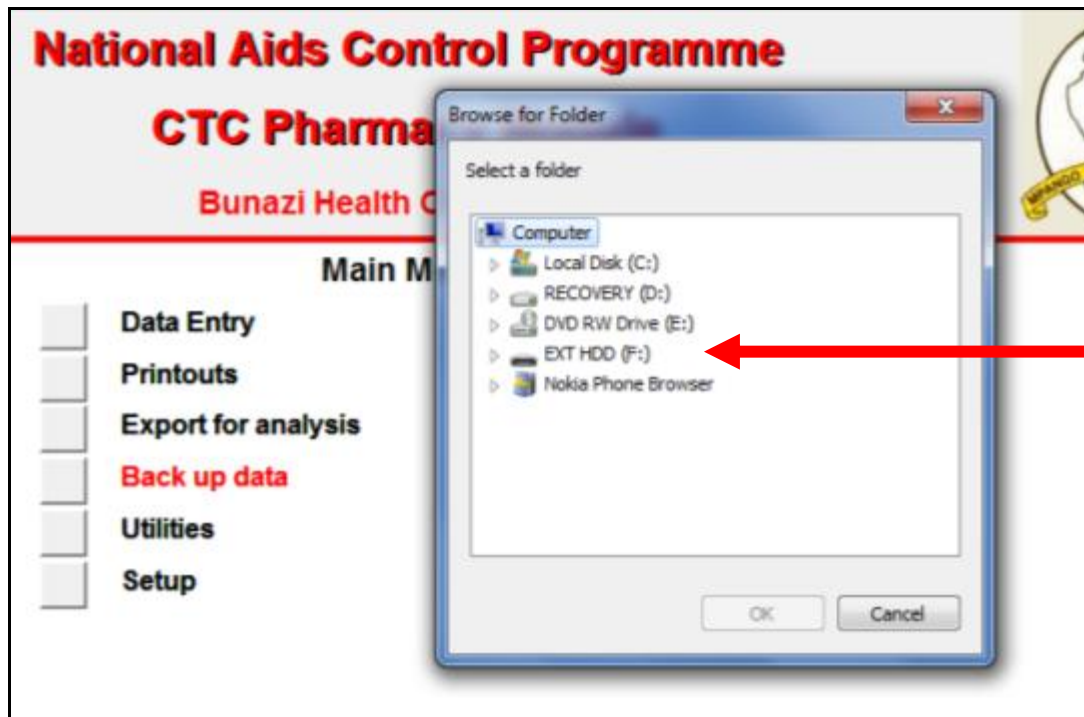 National Aids Control Programme
CTC Pharma
Bunazi Health
Main M
Data Entry
Printouts
Export for analysis
Back up data
Utilities
Setup
Browse for Folder
Select a folder
Computer
Local Disk (C:)
RECOVERY (D:)
DVD RW Drive (E:)
EXT HDD (F:)
Nokia Phone Browser
OK
Cancel
MPANGO